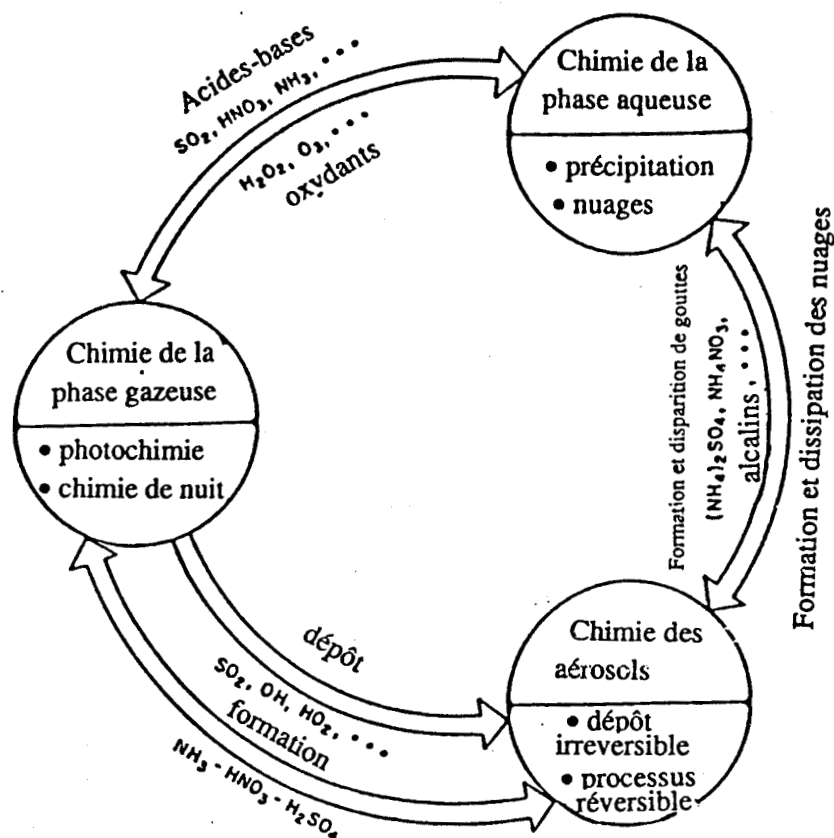 Acides-bases
SO₂, HNO₃, NH₃, • • •
H₂O₂, O₃, • • •
oxydants
Chimie de la
phase aqueuse
• précipitation
• nuages
Chimie de la
phase gazeuse
• photochimie
• chimie de nuit
Formation et disparition de gouttes
(NH₄)₂SO₄, NH₄NO₃,
alcalins, • • •
Formation et dissipation des nuages
dépôt
SO₂, OH, HO₂, • • •
formation
NH₃ - HNO₃ - H₂SO₄
Chimie des
aérosols
• dépôt
irreversible
• processus
réversible